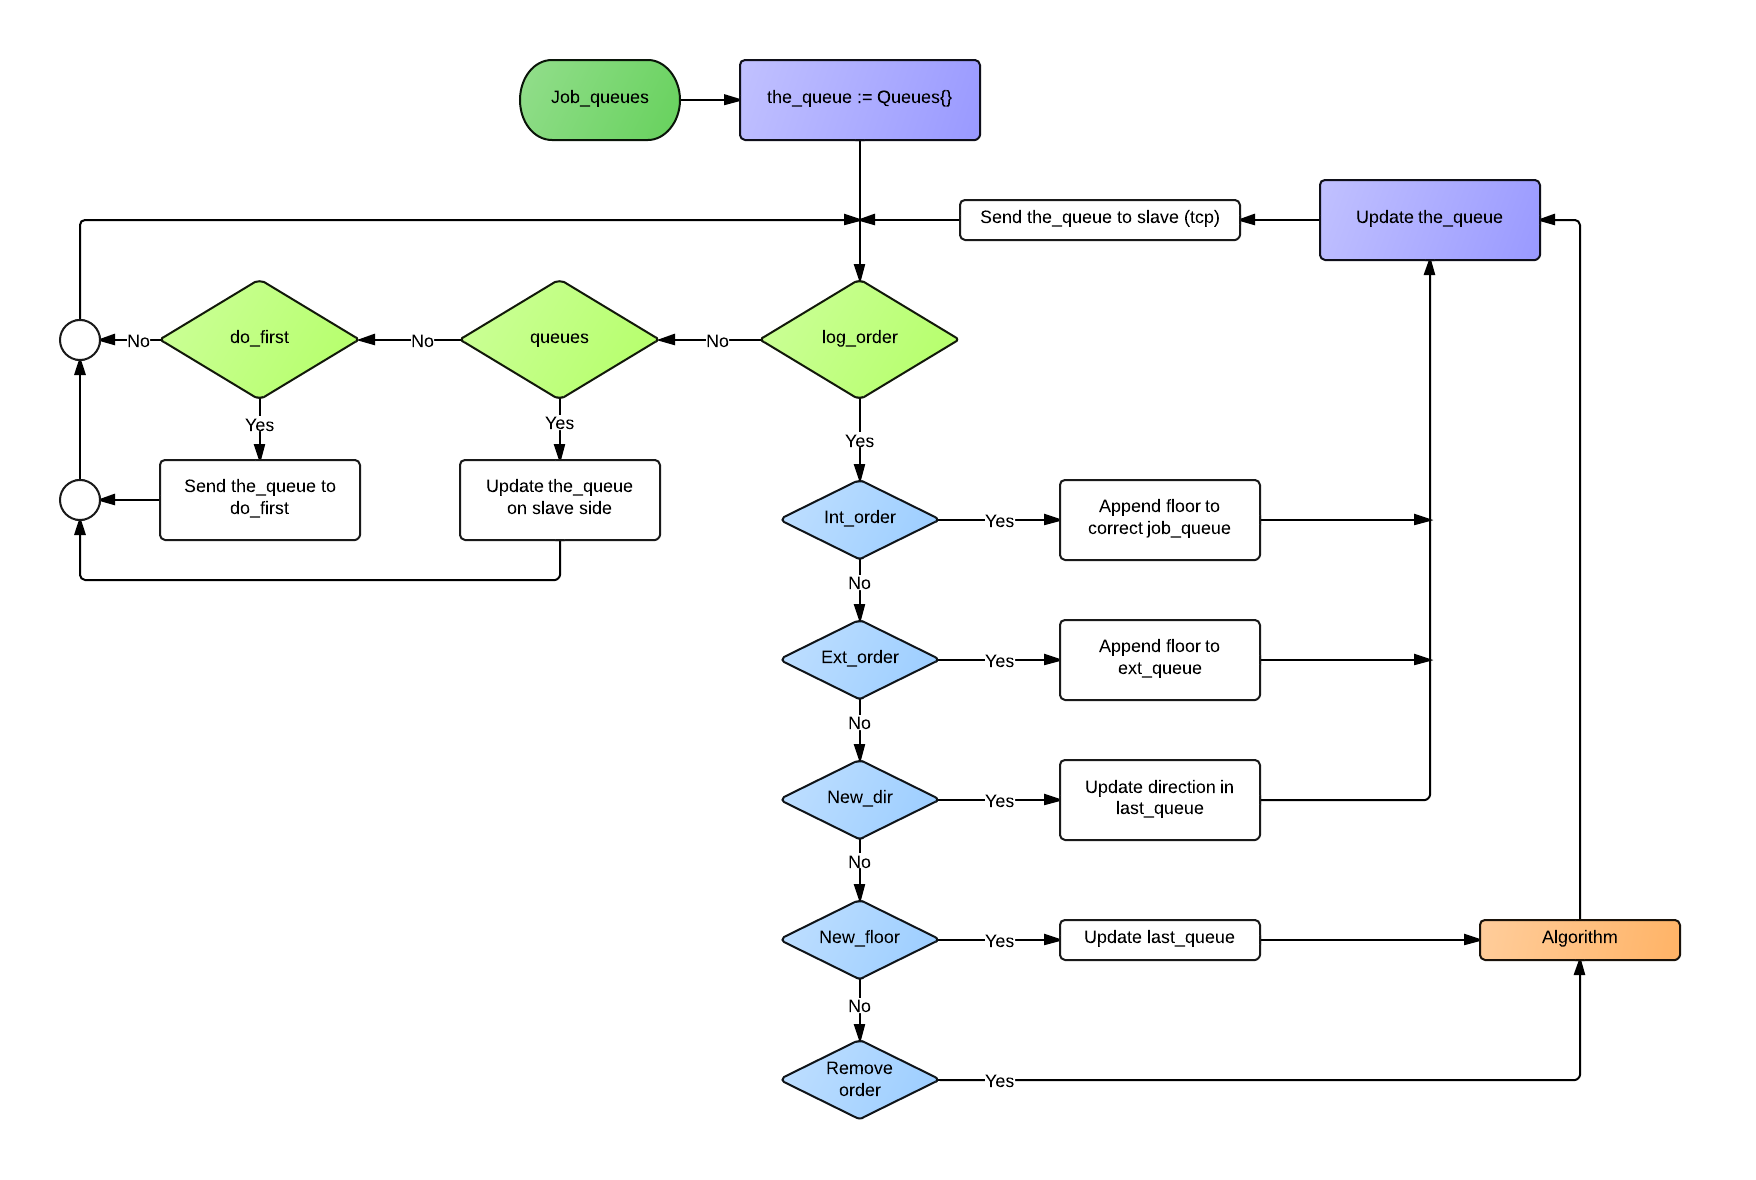 Job_queues
the_queue := Queues{}
Send the_queue to slave (tcp)
Update the_queue
No
do_first
No
queues
No
log_order
Yes
Yes
Yes
Send the_queue to
do_first
Update the_queue
on slave side
Int_order
Yes
Append floor to
correct job_queue
No
Ext_order
Yes
Append floor to
ext_queue
No
New_dir
Yes
Update direction in
last_queue
No
New_floor
Yes
Update last_queue
Algorithm
No
Remove
order
Yes